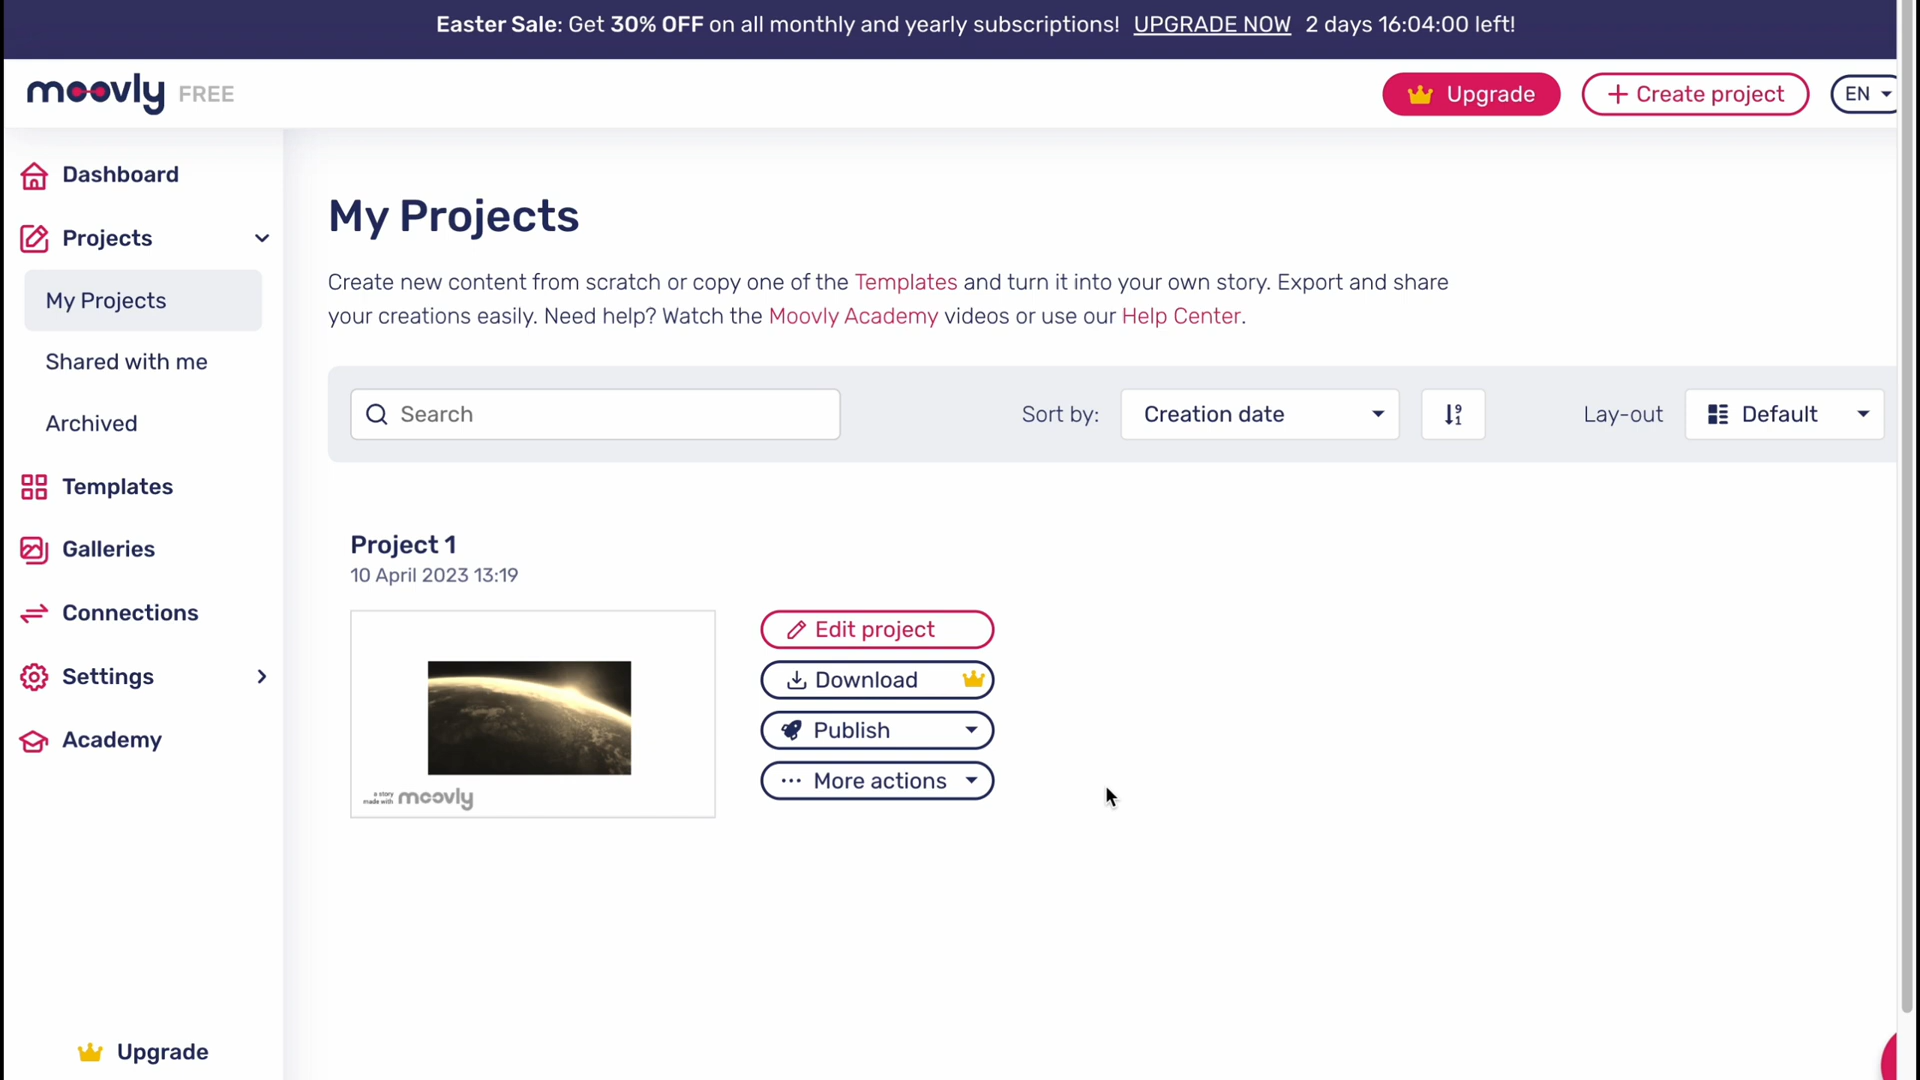 Easter Sale: Get 30% OFF on all monthly and yearly subscriptions! UPGRADE NOW 2 days 16:04:00 left!
moovly FREE
Upgrade
+ Create project
EN
Dashboard
Projects
My Projects
Shared with me
Archived
Templates
Galleries
Connections
Settings
Academy
Upgrade
My Projects
Create new content from scratch or copy one of the Templates and turn it into your own story. Export and share
your creations easily. Need help? Watch the Moovly Academy videos or use our Help Center.
Search
Sort by:
Creation date
9
1
Lay-out
Default
Project 1
10 April 2023 13:19
a story
made with moovly
Edit project
Download
Publish
... More actions